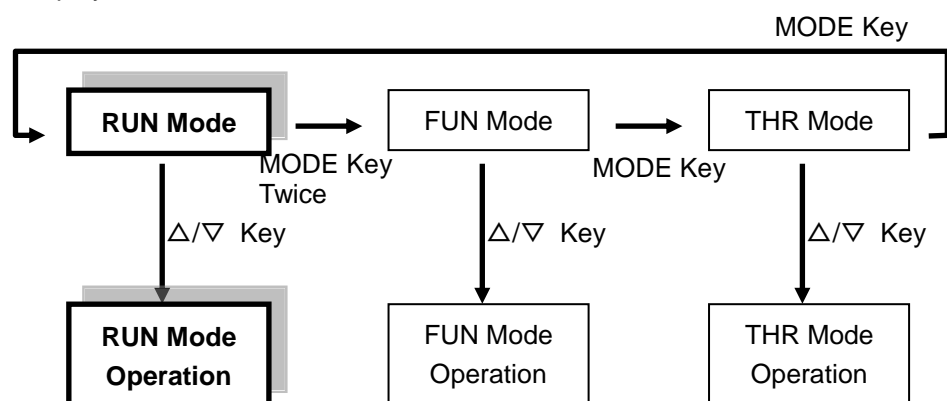 MODE Key
RUN Mode
FUN Mode
THR Mode
MODE Key
Twice
MODE Key
△/▽ Key
△/▽ Key
△/▽ Key
RUN Mode
Operation
FUN Mode
Operation
THR Mode
Operation